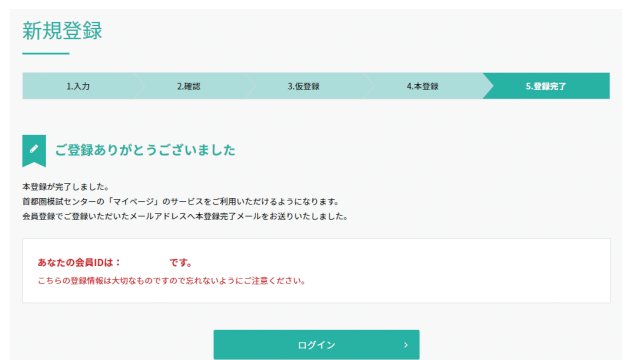 新規登録
1.入力 2.確認 3.仮登録 4.本登録 5.登録完了
ご登録ありがとうございました
本登録が完了しました。
首都圏模試センターの「マイページ」のサービスをご利用いただけるようになります。
会員登録でご登録いただいたメールアドレスへ本登録完了メールをお送りいたしました。
あなたの会員IDは： です。
こちらの登録情報は大切なものですので忘れないようにご注意ください。
ログイン